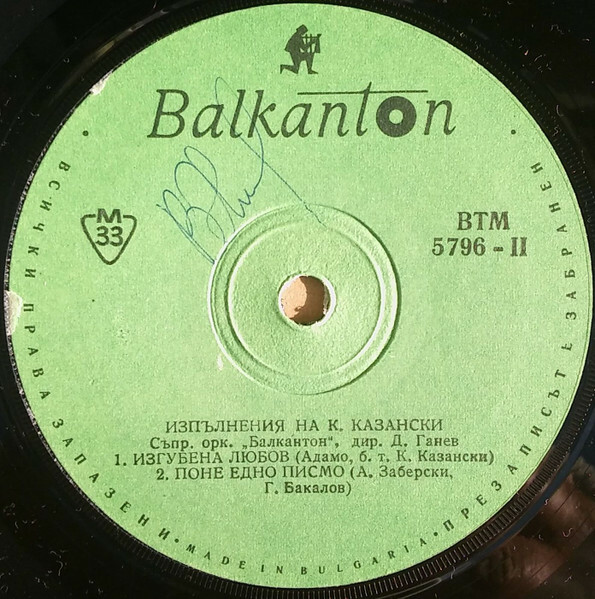 Balkanton
М
33
ВТМ
5796 - II
ИЗПЪЛНЕНИЯ НА К. КАЗАНСКИ
Съпр. орк. „Балкантон“, дир. Д. Ганев
1. ИЗГУБЕНА ЛЮБОВ (Адамо, б. т. К. Казански)
2. ПОНЕ ЕДНО ПИСМО (А. Заберски,
Г. Бакалов)
• ВСИЧКИ ПРАВА ЗАПАЗЕНИ • MADE IN BULGARIA • ПРЕЗАПИСЪТ Е ЗАБРАНЕН •